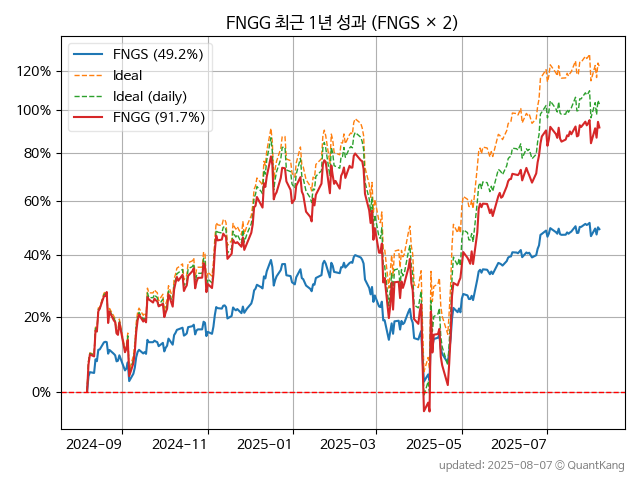 FNGG 최근 1년 성과 (FNGS × 2)
FNGS (49.2%)
Ideal
Ideal (daily)
FNGG (91.7%)
120%
100%
80%
60%
40%
20%
0%
2024-09 2024-11 2025-01 2025-03 2025-05 2025-07
updated: 2025-08-07 © QuantKang